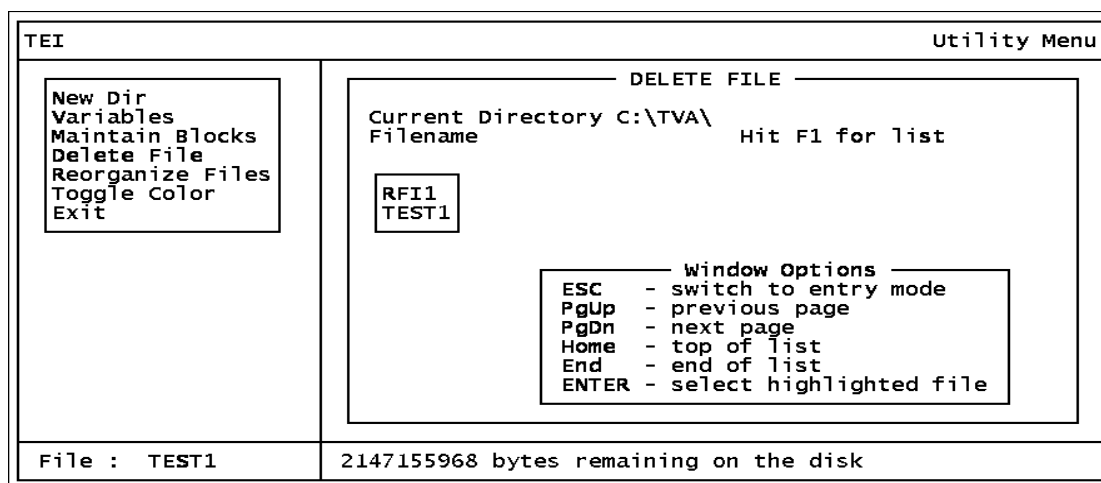 TEI Utility Menu
New Dir
Variables
Maintain Blocks
Delete File
Reorganize Files
Toggle Color
Exit
DELETE FILE
Current Directory C:\TVA\
Filename Hit F1 for list
RFI1
TEST1
Window Options
ESC - switch to entry mode
PgUp - previous page
PgDn - next page
Home - top of list
End - end of list
ENTER - select highlighted file
File : TEST1
2147155968 bytes remaining on the disk